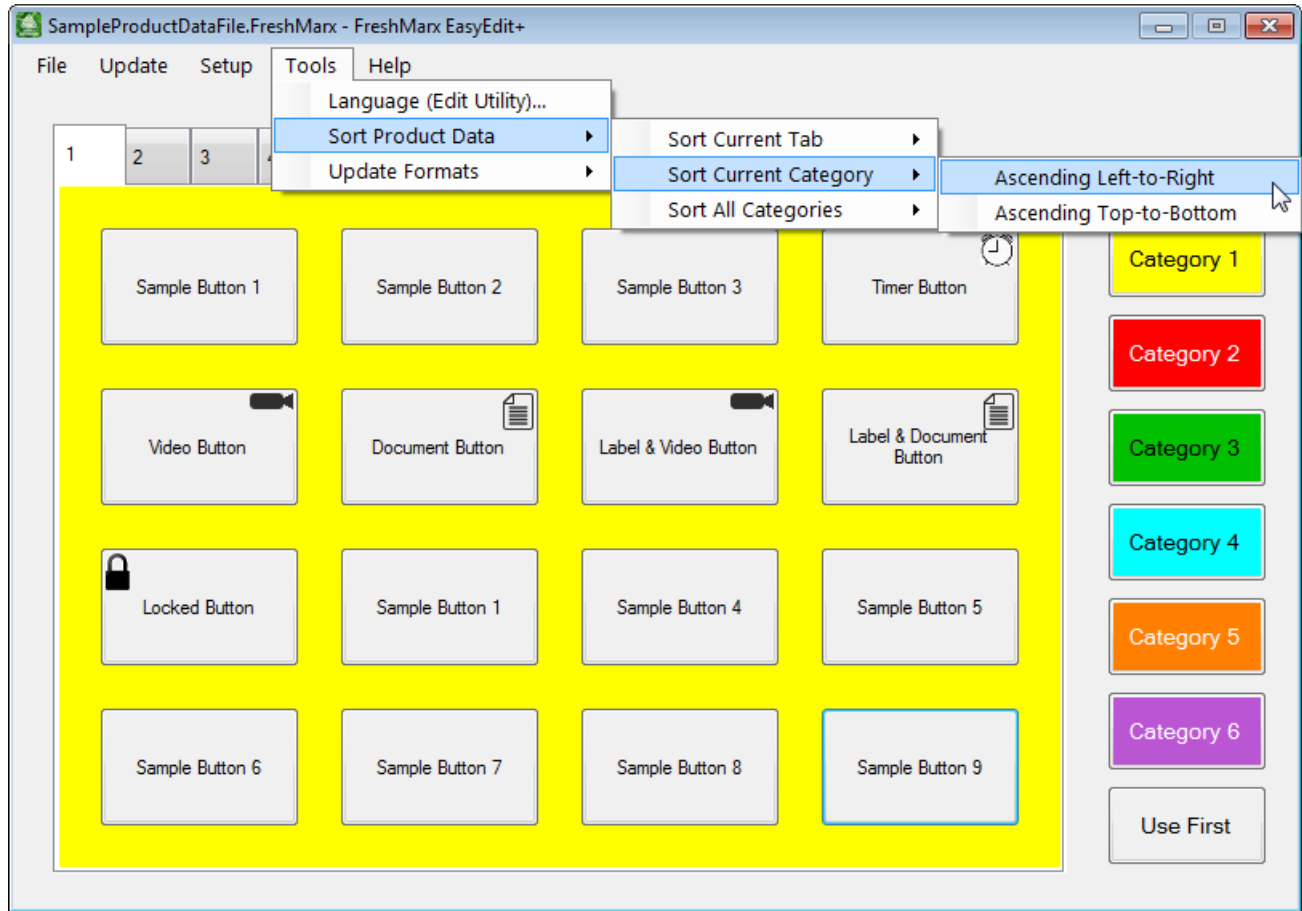 SampleProductDataFile.FreshMarx - FreshMarx EasyEdit+
File Update Setup Tools Help
Language (Edit Utility)...
Sort Product Data
Update Formats
Sort Current Tab
Sort Current Category
Sort All Categories
Ascending Left-to-Right
Ascending Top-to-Bottom
1 2 3
Sample Button 1 Sample Button 2 Sample Button 3 Timer Button
Video Button Document Button Label & Video Button Label & Document
Button
Locked Button Sample Button 1 Sample Button 4 Sample Button 5
Sample Button 6 Sample Button 7 Sample Button 8 Sample Button 9
Category 1
Category 2
Category 3
Category 4
Category 5
Category 6
Use First